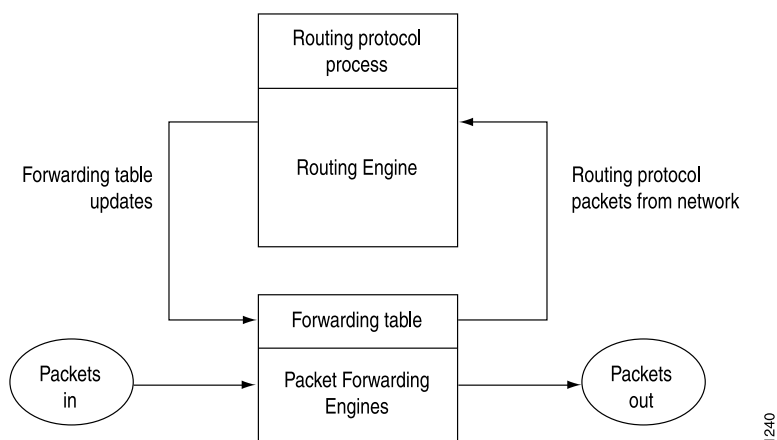 Routing protocol
process
Routing Engine
Forwarding table
updates
Routing protocol
packets from network
Forwarding table
Packets
in
Packet Forwarding
Engines
Packets
out
1240